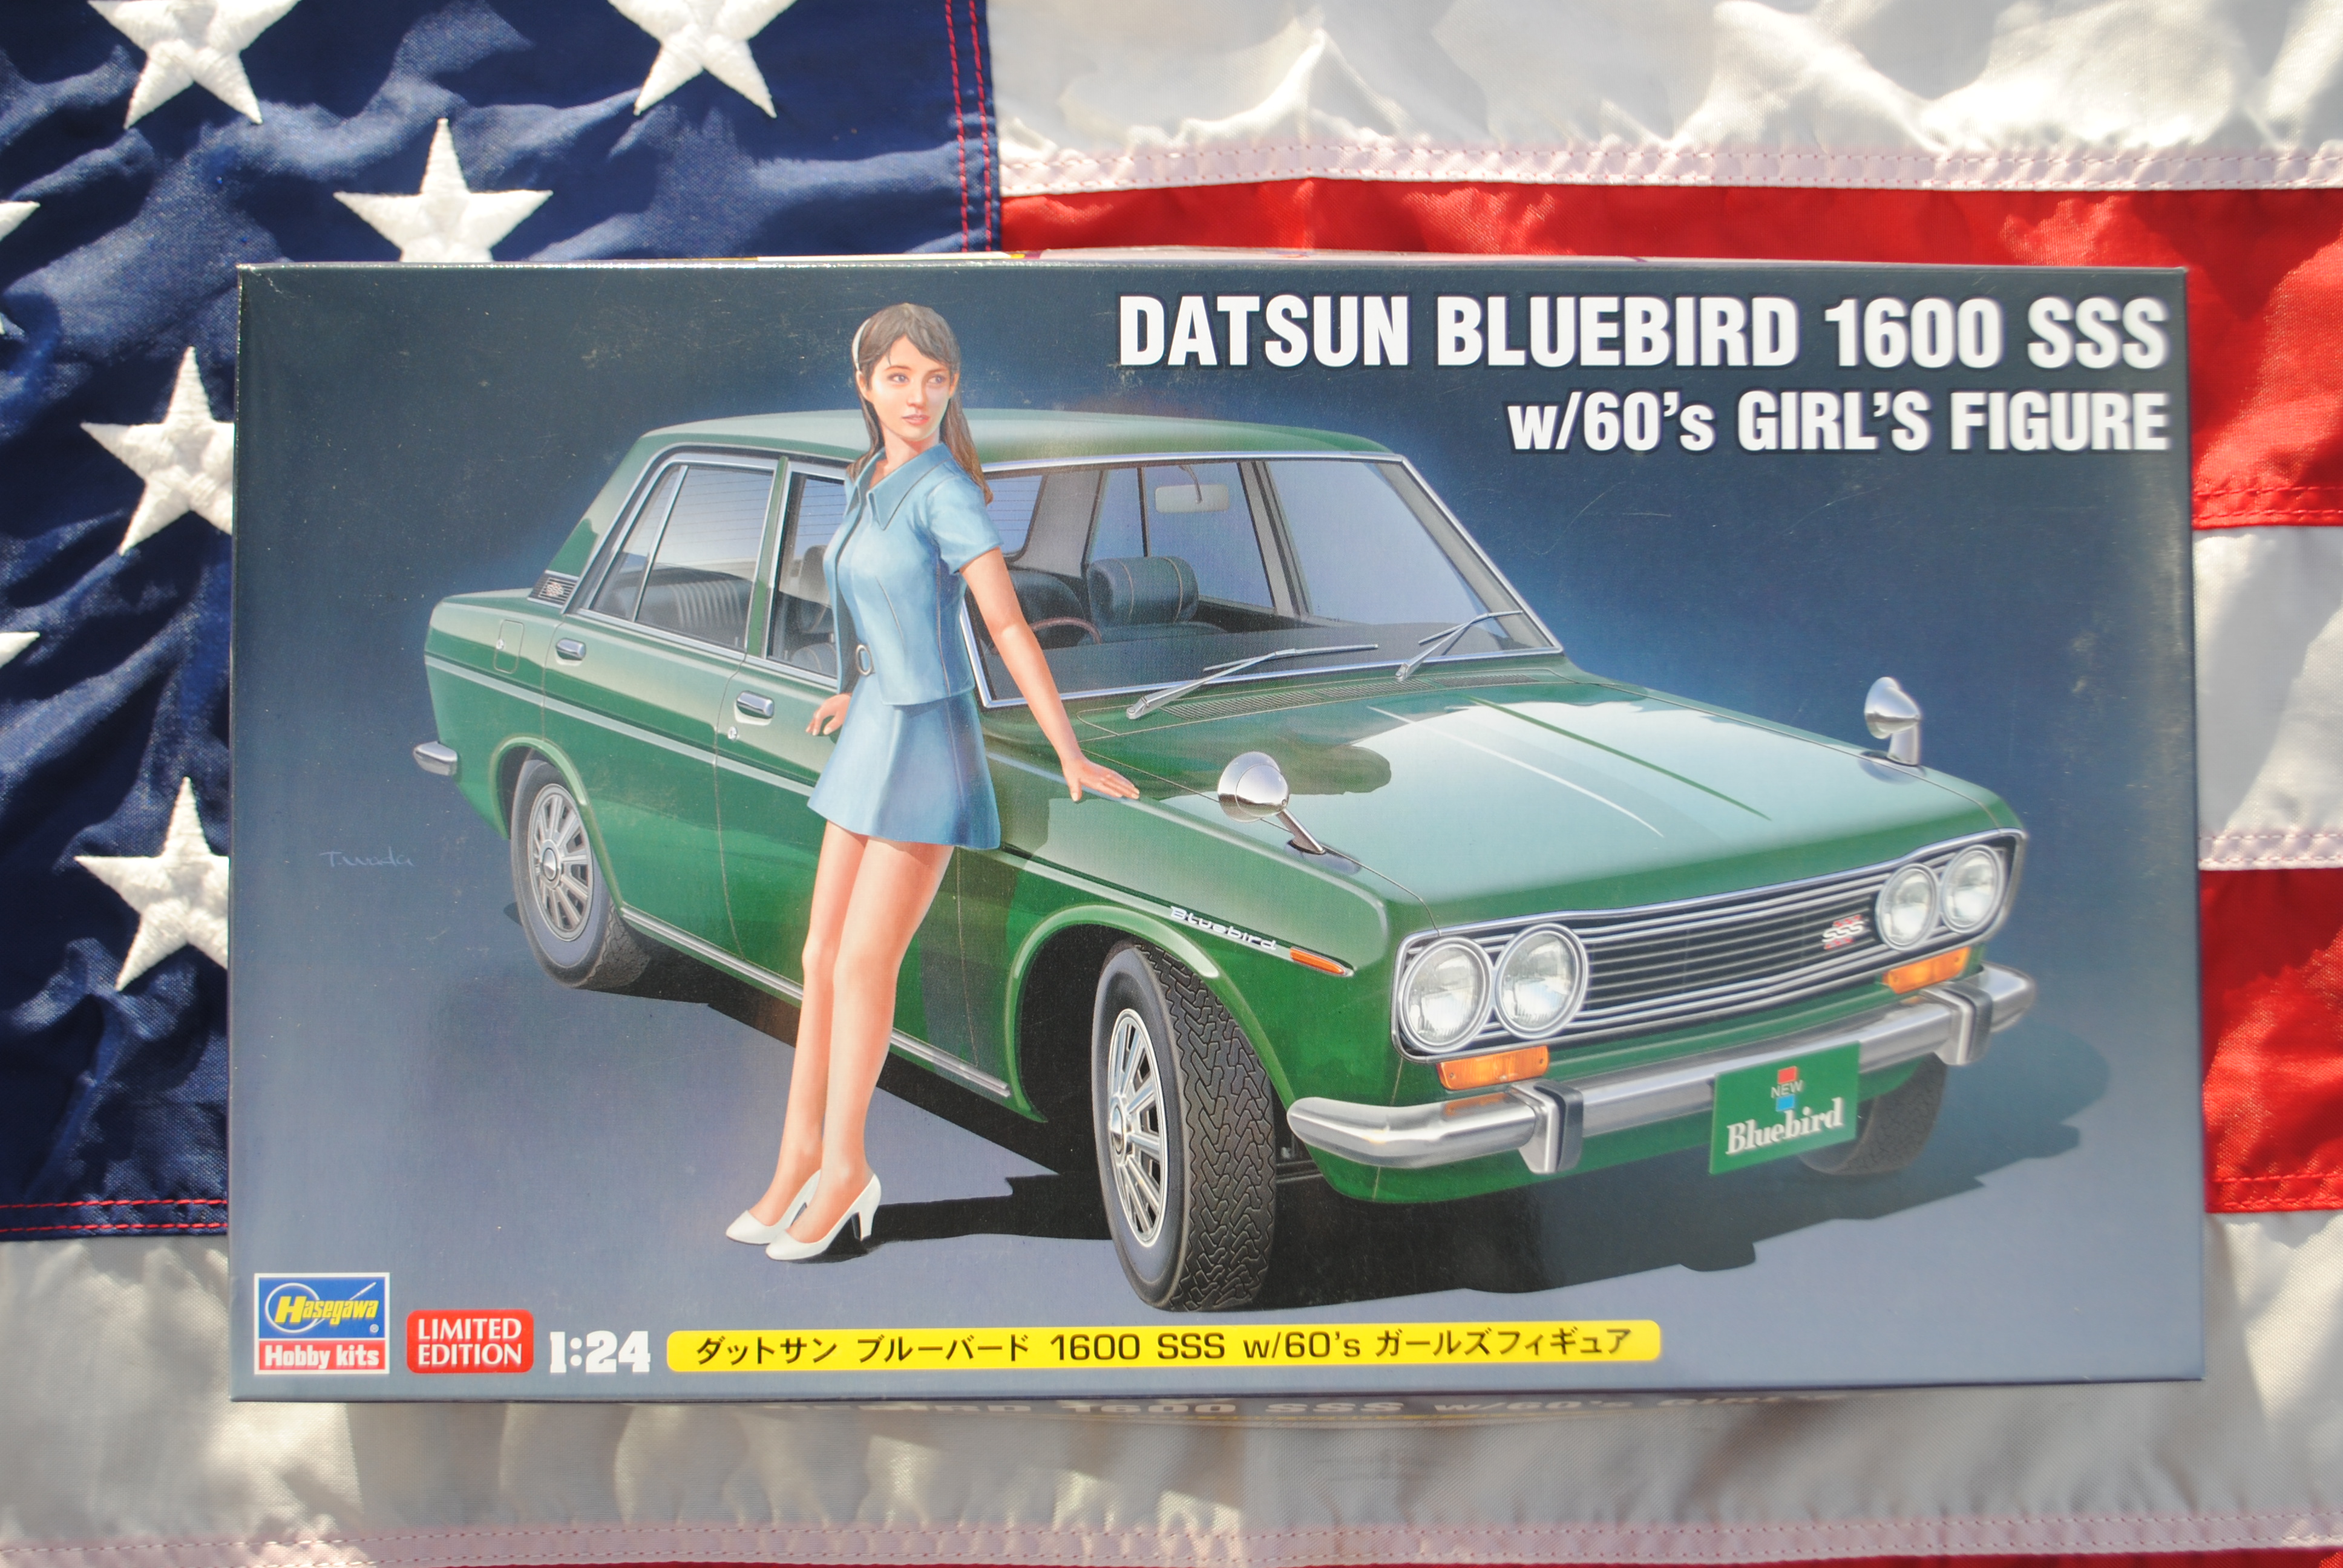 DATSUN BLUEBIRD 1600 SSS
w/60's GIRL'S FIGURE
T.Wada
Bluebird
SSS
NEW
Bluebird
Hasegawa
Hobby kits
LIMITED
EDITION
1:24
ダットサン ブルーバード 1600 SSS w/60's ガールズフィギュア